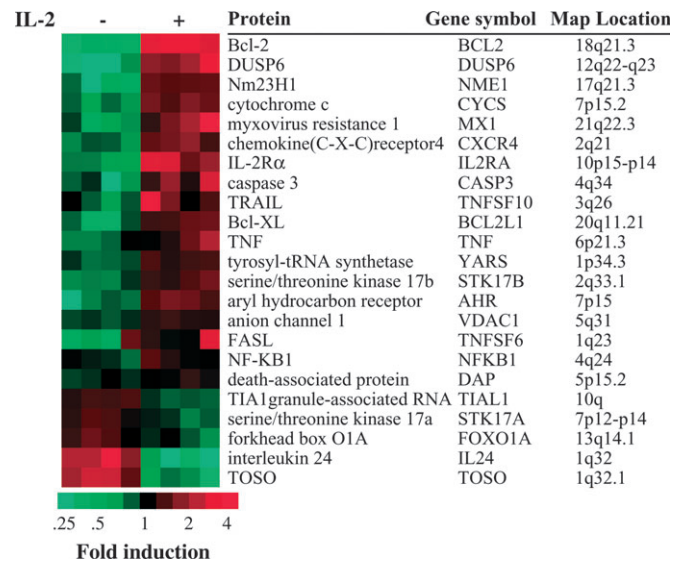 IL-2 - + Protein Gene symbol Map Location
Bcl-2 BCL2 18q21.3
DUSP6 DUSP6 12q22-q23
Nm23H1 NME1 17q21.3
cytochrome c CYCS 7p15.2
myxovirus resistance 1 MX1 21q22.3
chemokine(C-X-C)receptor4 CXCR4 2q21
IL-2Rα IL2RA 10p15-p14
caspase 3 CASP3 4q34
TRAIL TNFSF10 3q26
Bcl-XL BCL2L1 20q11.21
TNF TNF 6p21.3
tyrosyl-tRNA synthetase YARS 1p34.3
serine/threonine kinase 17b STK17B 2q33.1
aryl hydrocarbon receptor AHR 7p15
anion channel 1 VDAC1 5q31
FASL TNFSF6 1q23
NF-KB1 NFKB1 4q24
death-associated protein DAP 5p15.2
TIA1granule-associated RNA TIAL1 10q
serine/threonine kinase 17a STK17A 7p12-p14
forkhead box O1A FOXO1A 13q14.1
interleukin 24 IL24 1q32
TOSO TOSO 1q32.1
.25 .5 1 2 4
Fold induction